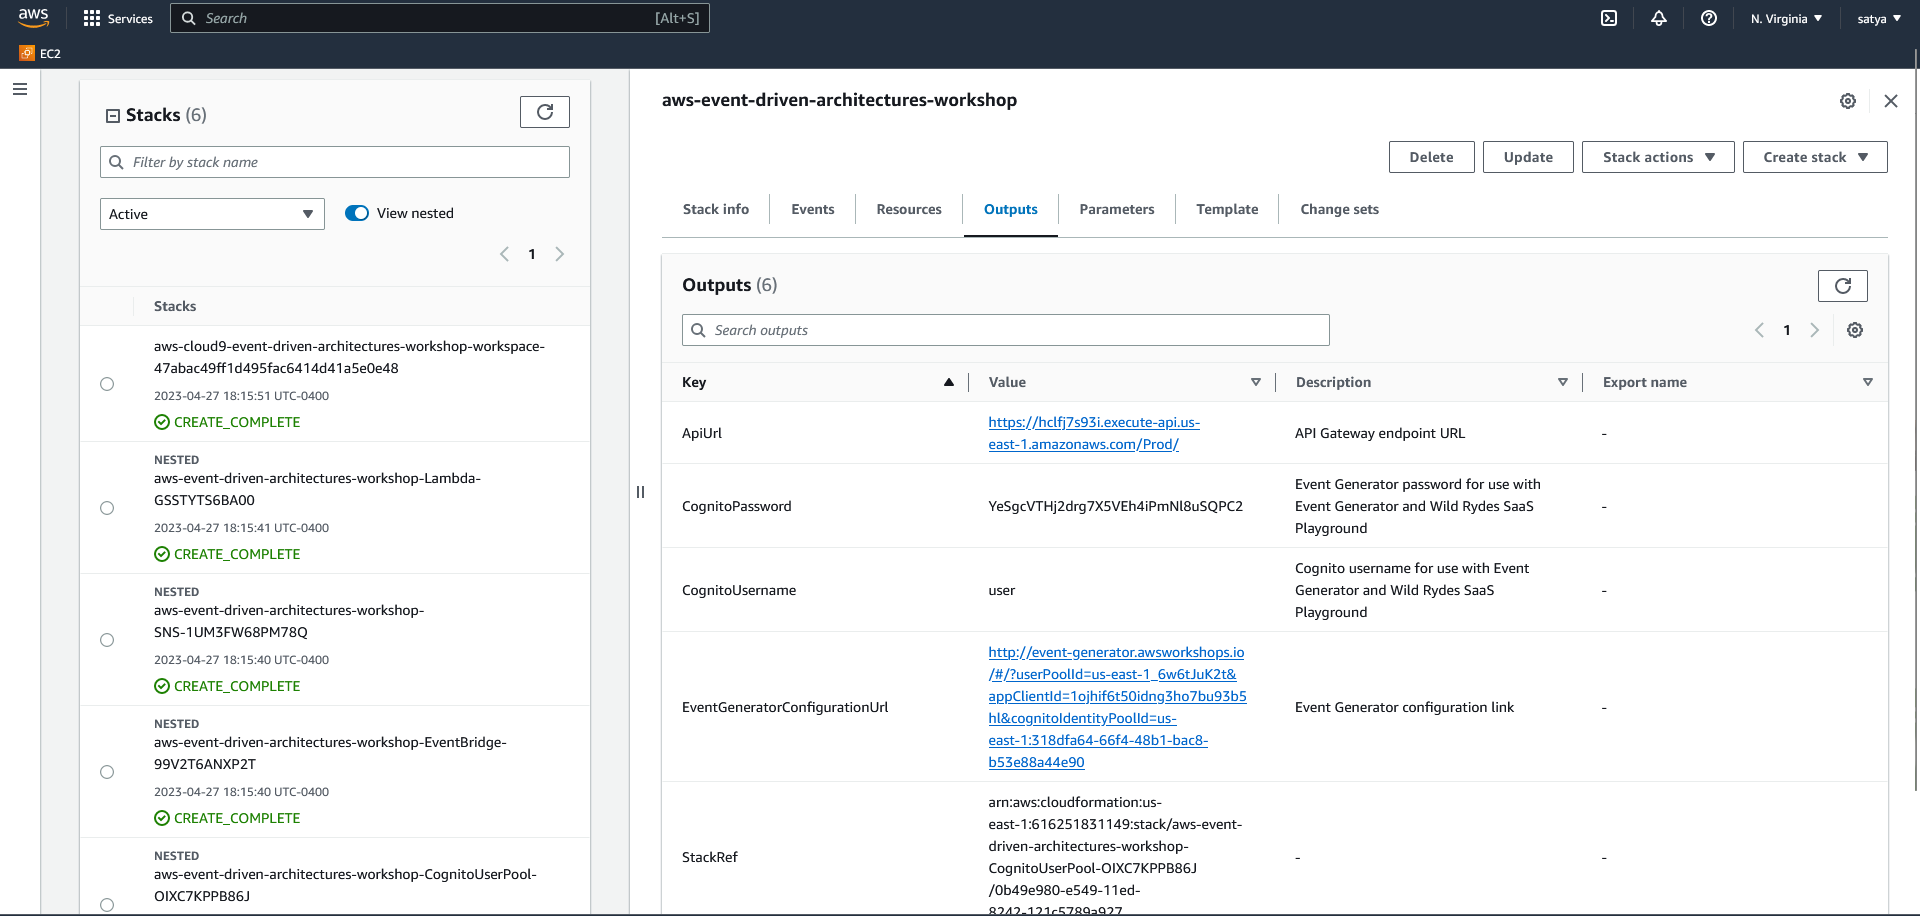 aws
Services
Search
[Alt+S]
N. Virginia
satya
EC2
Stacks (6)
Filter by stack name
Active
View nested
1
Stacks
aws-cloud9-event-driven-architectures-workshop-workspace-
47abac49ff1d495fac6414d41a5e0e48
2023-04-27 18:15:51 UTC-0400
CREATE_COMPLETE
NESTED
aws-event-driven-architectures-workshop-Lambda-
GSSTYTS6BA00
2023-04-27 18:15:41 UTC-0400
CREATE_COMPLETE
NESTED
aws-event-driven-architectures-workshop-
SNS-1UM3FW68PM78Q
2023-04-27 18:15:40 UTC-0400
CREATE_COMPLETE
NESTED
aws-event-driven-architectures-workshop-EventBridge-
99V2T6ANXP2T
2023-04-27 18:15:40 UTC-0400
CREATE_COMPLETE
NESTED
aws-event-driven-architectures-workshop-CognitoUserPool-
OIXC7KPPB86J
aws-event-driven-architectures-workshop
Delete
Update
Stack actions
Create stack
Stack info
Events
Resources
Outputs
Parameters
Template
Change sets
Outputs (6)
Search outputs
1
Key
Value
Description
Export name
ApiUrl
https://hclfj7s93i.execute-api.us-
east-1.amazonaws.com/Prod/
API Gateway endpoint URL
-
CognitoPassword
YeSgcVTHj2drg7X5VEh4iPmNl8uSQPC2
Event Generator password for use with
Event Generator and Wild Rydes SaaS
Playground
-
CognitoUsername
user
Cognito username for use with Event
Generator and Wild Rydes SaaS
Playground
-
EventGeneratorConfigurationUrl
http://event-generator.awsworkshops.io
/#/?userPoolId=us-east-1_6w6tJuK2t&
appClientId=1ojhif6t50idng3ho7bu93b5
hl&cognitoIdentityPoolId=us-
east-1:318dfa64-66f4-48b1-bac8-
b53e88a44e90
Event Generator configuration link
-
StackRef
arn:aws:cloudformation:us-
east-1:616251831149:stack/aws-event-
driven-architectures-workshop-
CognitoUserPool-OIXC7KPPB86J
/0b49e980-e549-11ed-
8242-121c5789a927
-
-